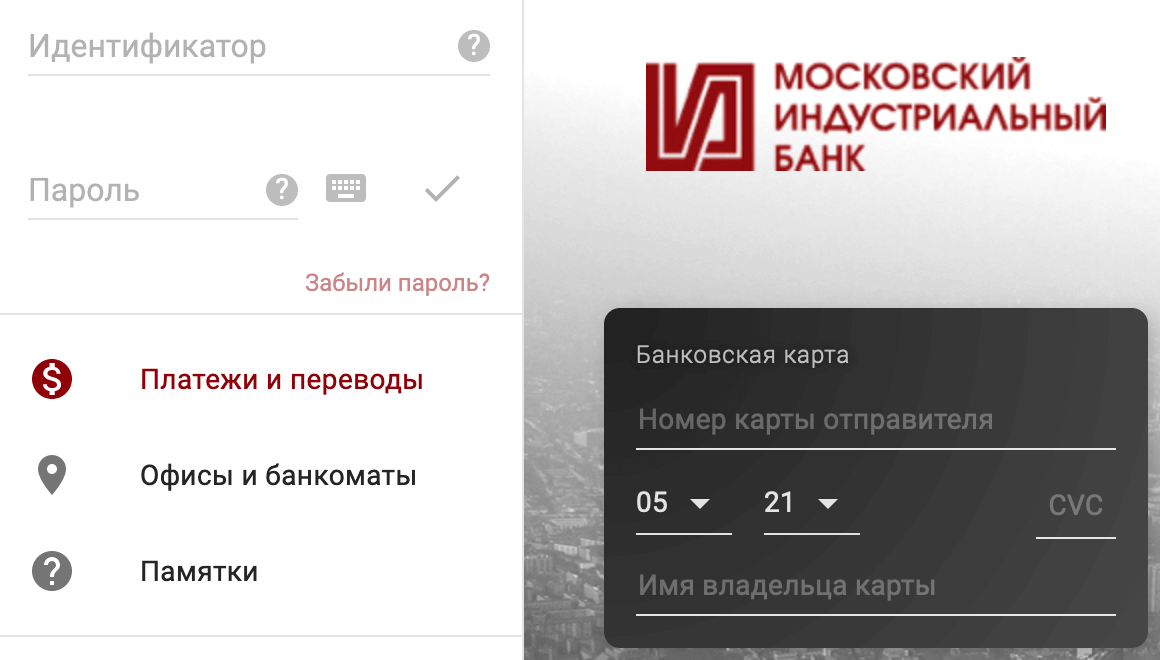 Идентификатор
Пароль
Забыли пароль?
Платежи и переводы
Офисы и банкоматы
Памятки
МОСКОВСКИЙ
ИНДУСТРИАЛЬНЫЙ
БАНК
Банковская карта
Номер карты отправителя
05 21 CVC
Имя владельца карты